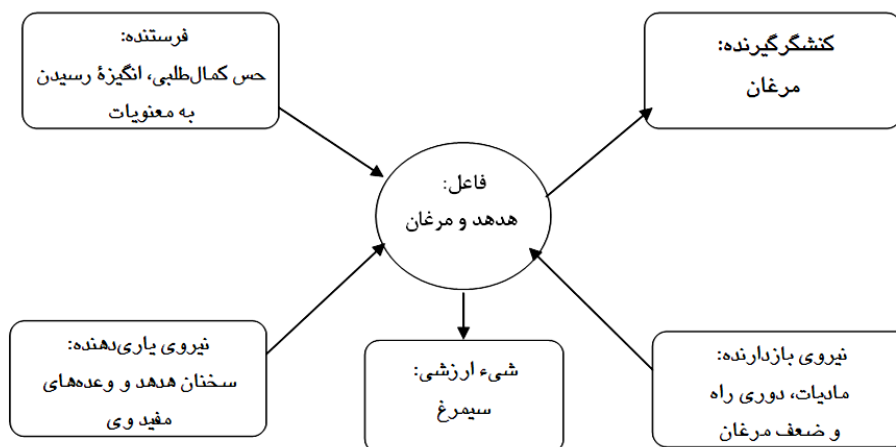 کنشگرگیرنده:
مرغان
فرستنده:
حس کمال‌طلبی، انگیزۀ رسیدن
به معنویات
فاعل:
هدهد و مرغان
نیروی بازدارنده:
مادیات، دوری راه
و ضعف مرغان
شیء ارزشی:
سیمرغ
نیروی یاری‌دهنده:
سخنان هدهد و وعده‌های
مفید وی